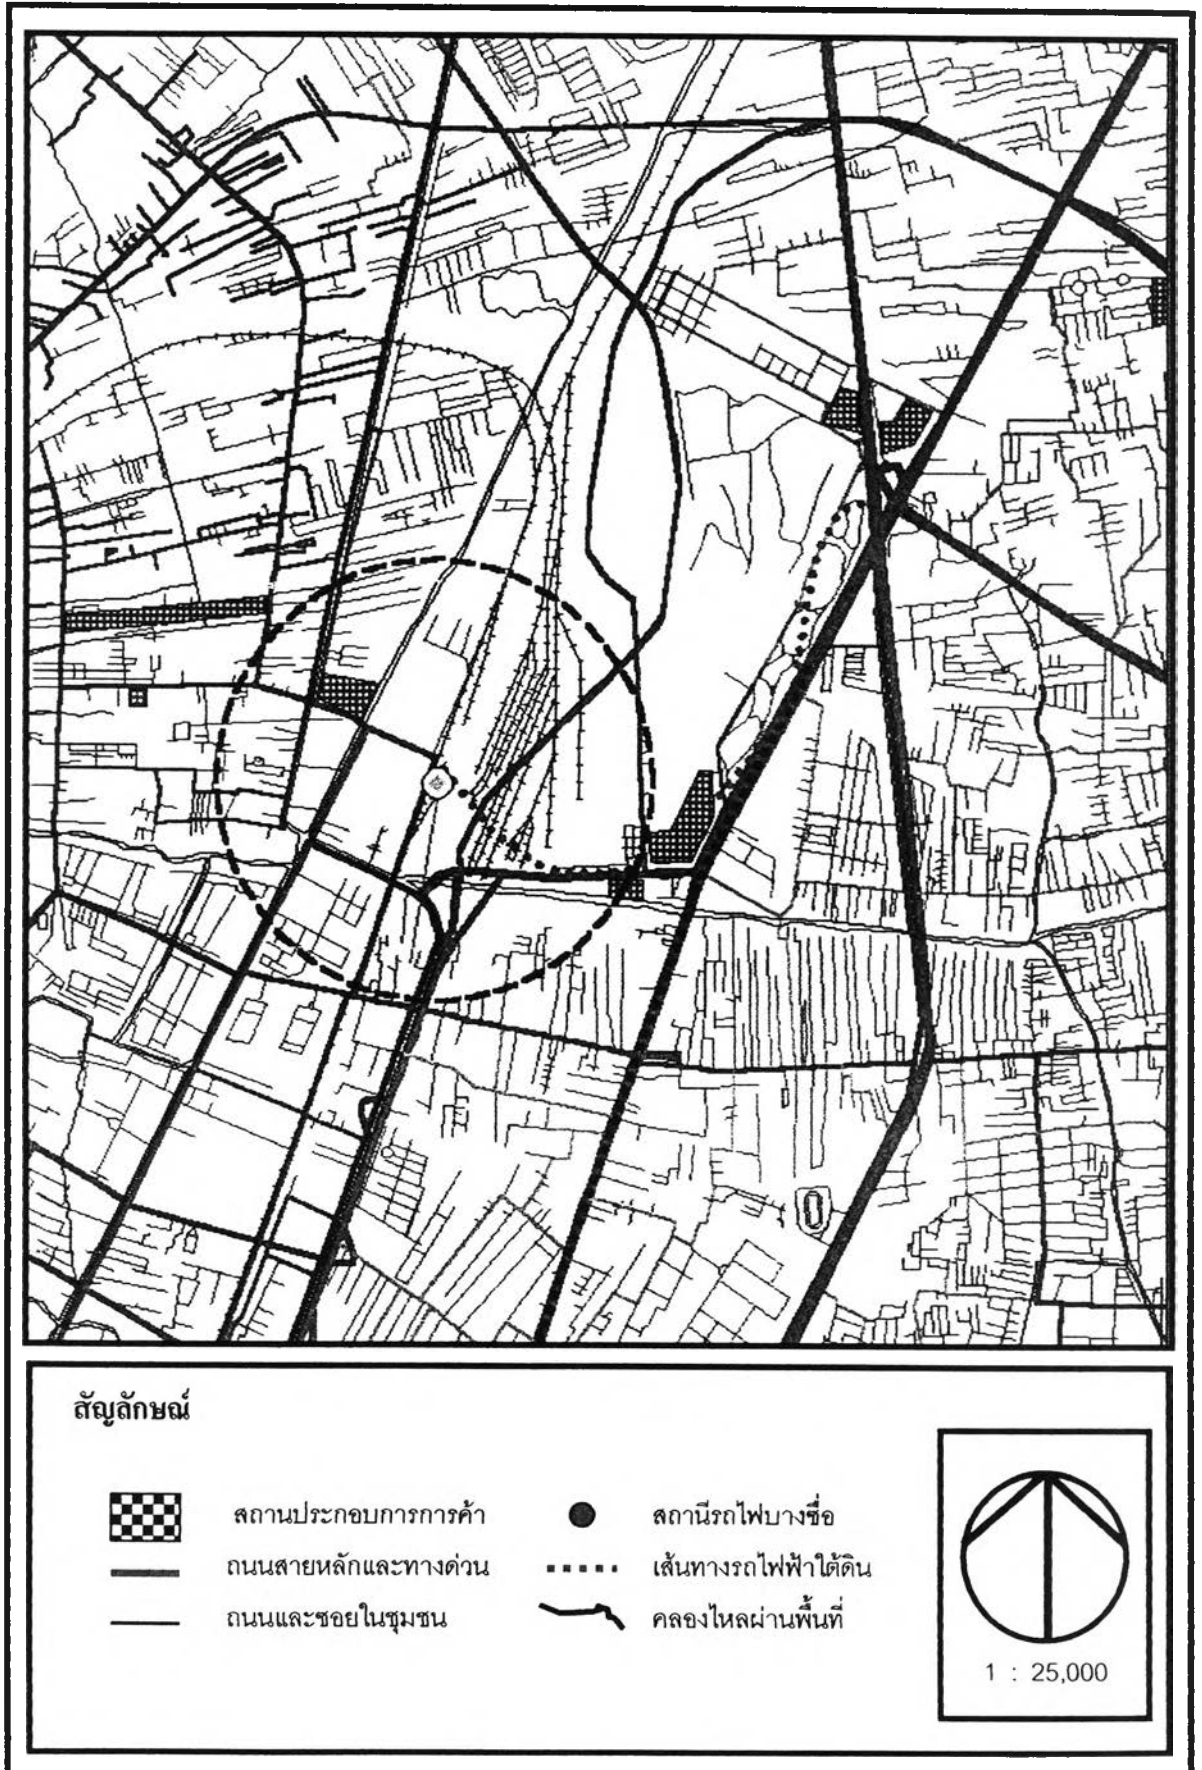 สัญลักษณ์
สถานประกอบการการค้า
ถนนสายหลักและทางด่วน
ถนนและซอยในชุมชน
สถานีรถไฟบางซื่อ
เส้นทางรถไฟฟ้าใต้ดิน
คลองไหลผ่านพื้นที่
1 : 25,000